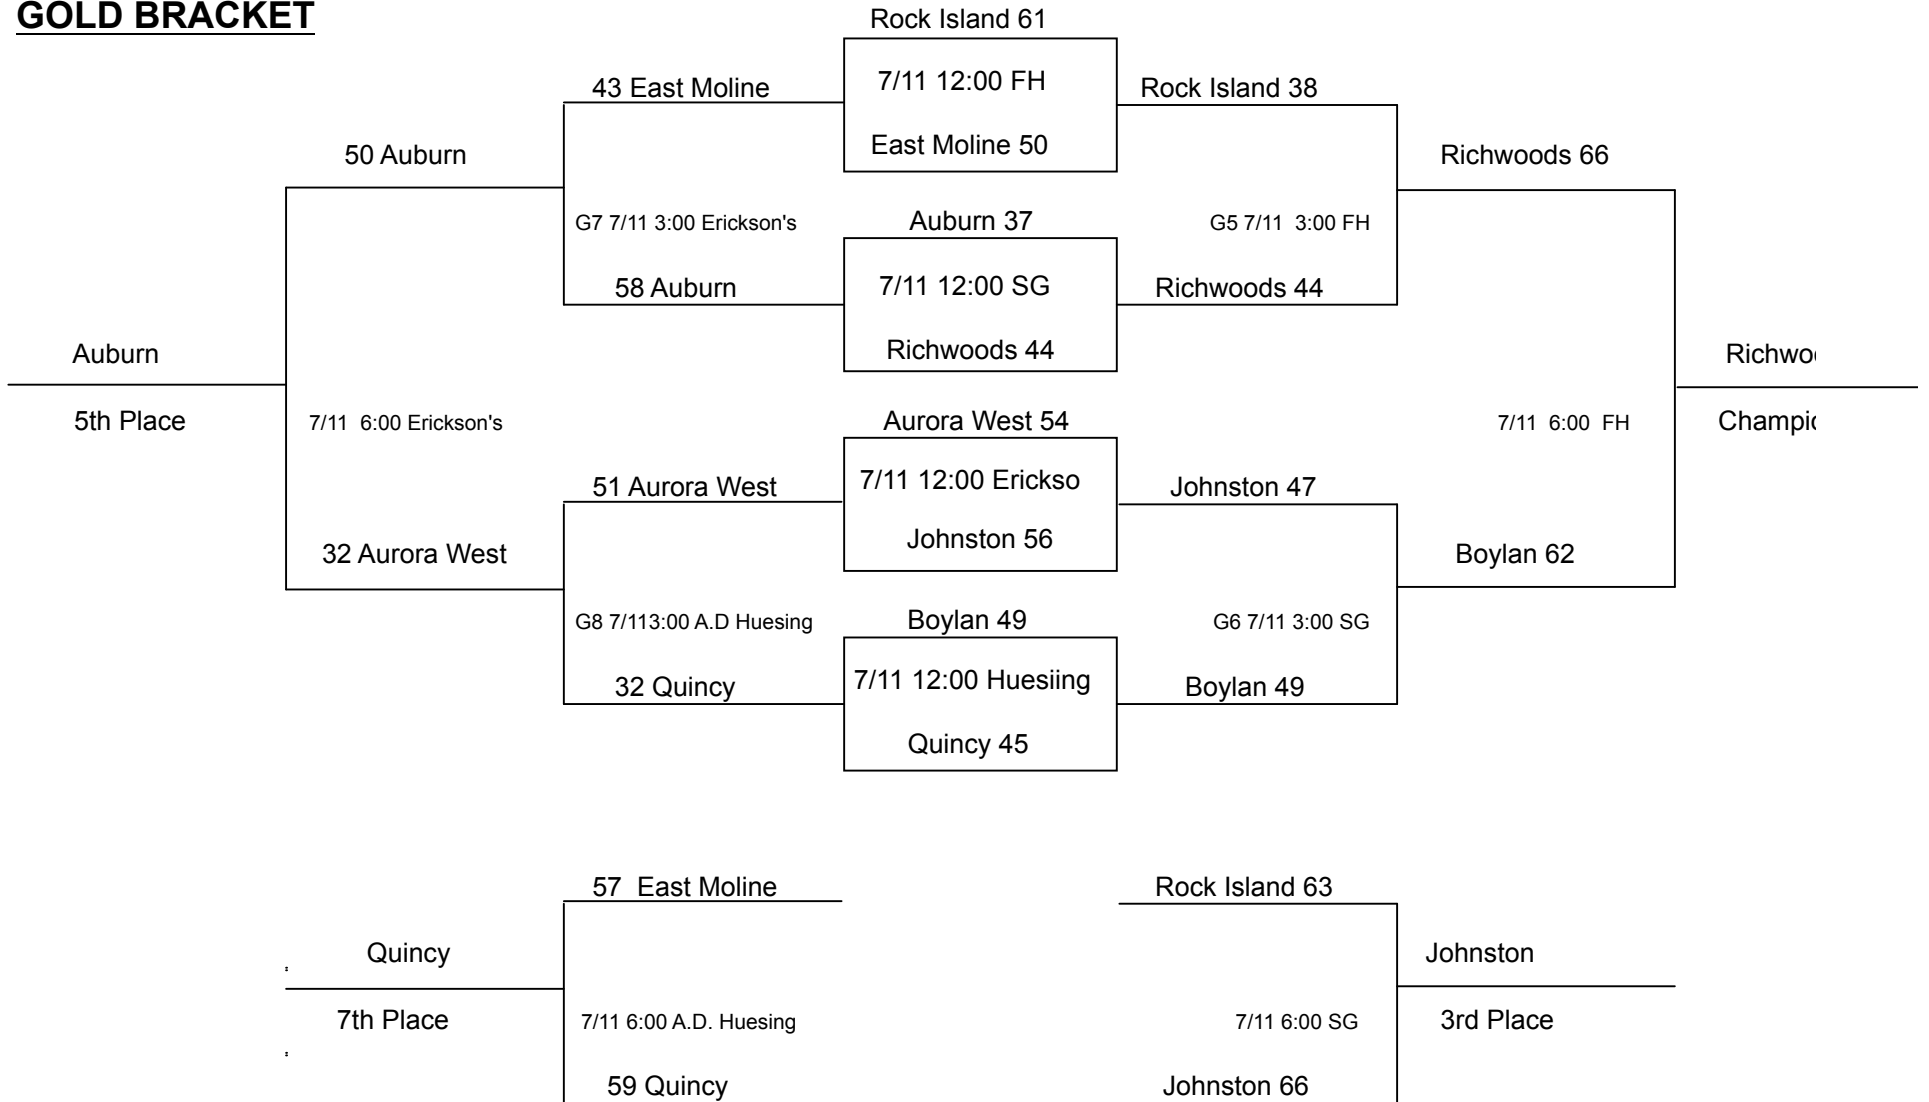 GOLD BRACKET
Rock Island 61
7/11 12:00 FH
43 East Moline
Rock Island 38
East Moline 50
50 Auburn
Richwoods 66
G7 7/11 3:00 Erickson's
Auburn 37
G5 7/11  3:00 FH
58 Auburn
7/11 12:00 SG
Richwoods 44
Richwoods 44
Auburn
Richwo
5th Place
7/11  6:00 Erickson's
Aurora West 54
7/11  6:00  FH
Champi
51 Aurora West
7/11 12:00 Erickso
Johnston 47
Johnston 56
32 Aurora West
Boylan 62
G8 7/113:00 A.D Huesing
Boylan 49
G6 7/11 3:00 SG
32 Quincy
7/11 12:00 Huesiing
Boylan 49
Quincy 45
57  East Moline
Rock Island 63
Quincy
Johnston
7th Place
7/11 6:00 A.D. Huesing
7/11 6:00 SG
3rd Place
59 Quincy
Johnston 66